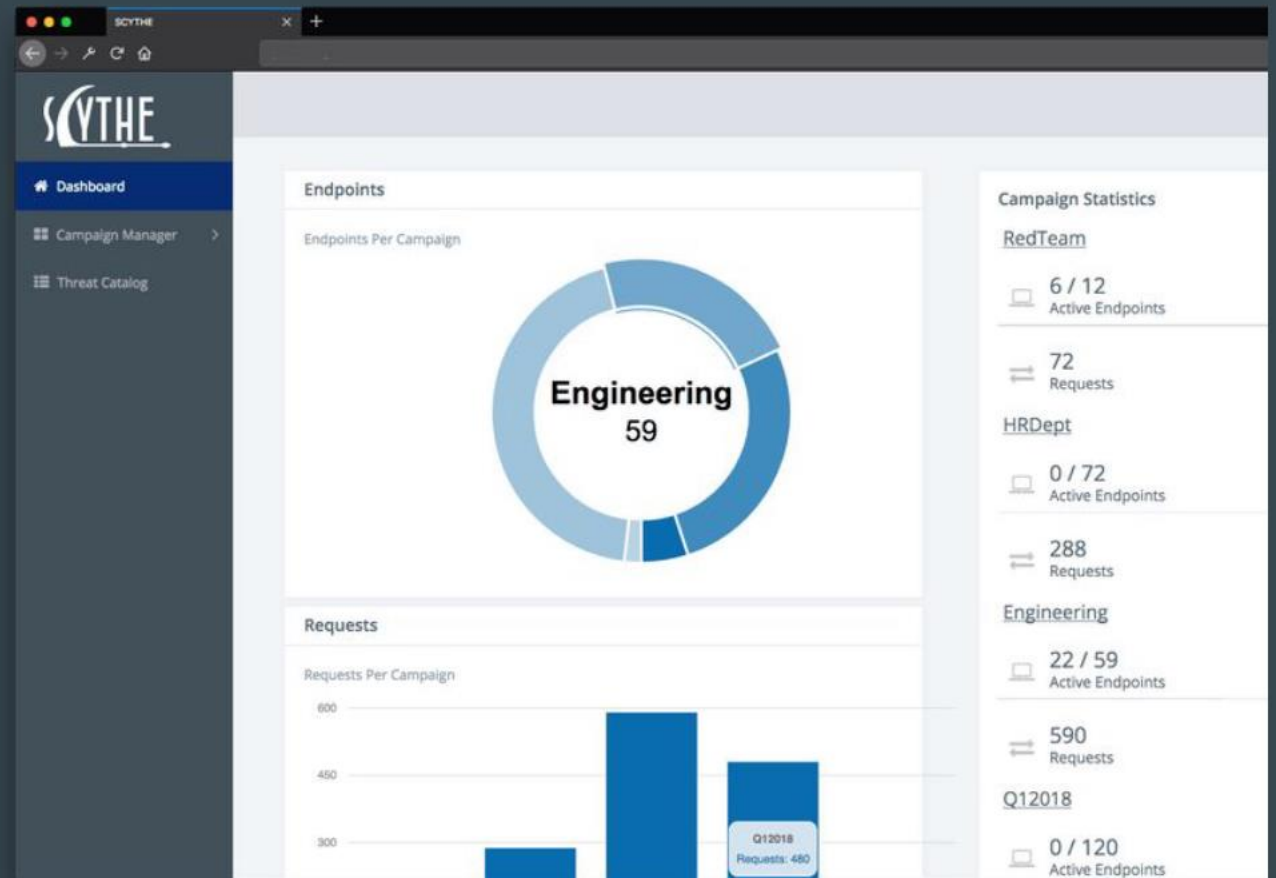 SCYTHE
SCYTHE
Dashboard
Campaign Manager
Threat Catalog
Endpoints
Endpoints Per Campaign
Engineering
59
Requests
Requests Per Campaign
600
450
300
Q12018
Requests: 480
Campaign Statistics
RedTeam
6 / 12
Active Endpoints
72
Requests
HRDept
0 / 72
Active Endpoints
288
Requests
Engineering
22 / 59
Active Endpoints
590
Requests
Q12018
0 / 120
Active Endpoints